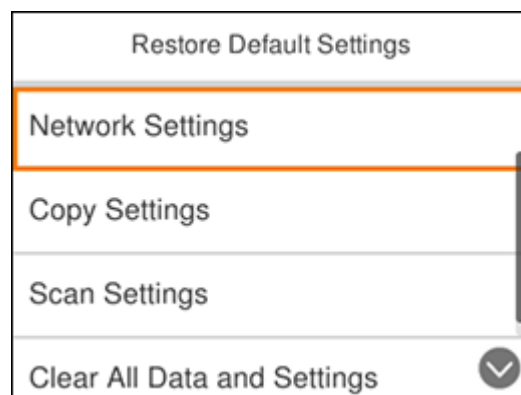 Restore Default Settings
Network Settings
Copy Settings
Scan Settings
Clear All Data and Settings